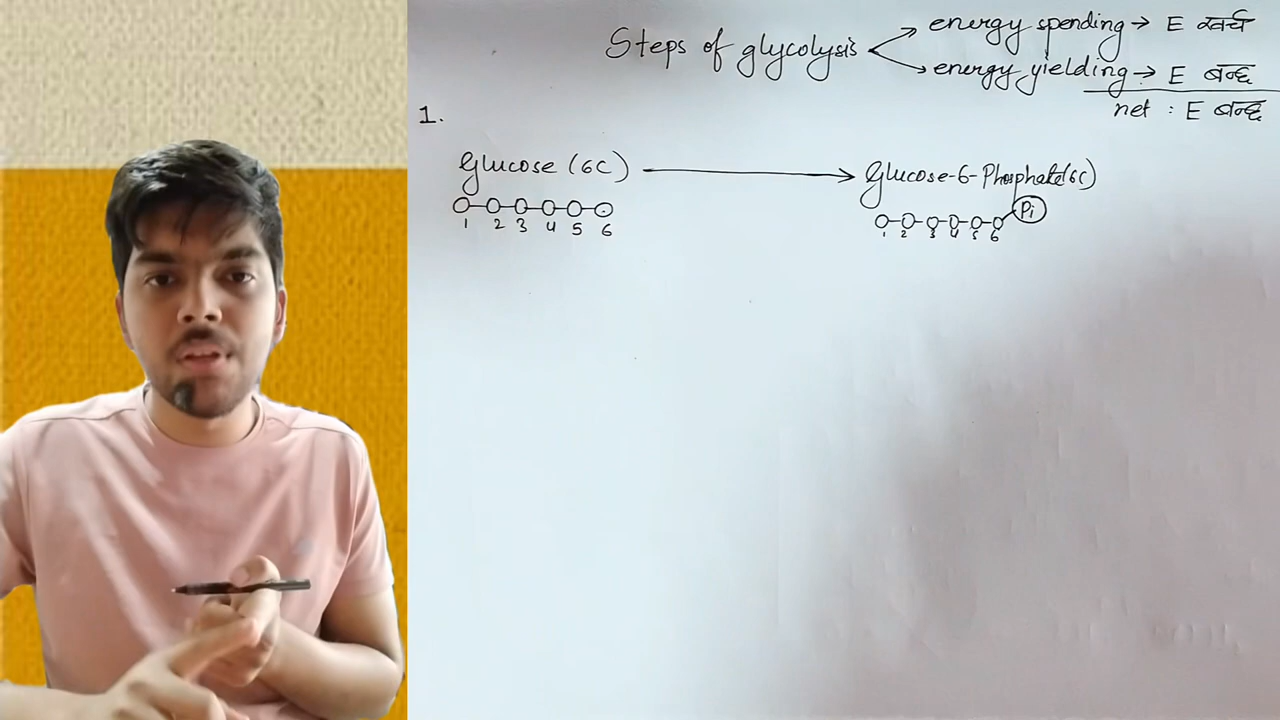 Steps of glycolysis
energy spending → E खर्च
energy yielding → E बन्छ
net : E बन्छ
1.
Glucose (6C) → Glucose-6-Phosphate(6C)
Pi
1 2 3 4 5 6
1 2 3 4 5 6